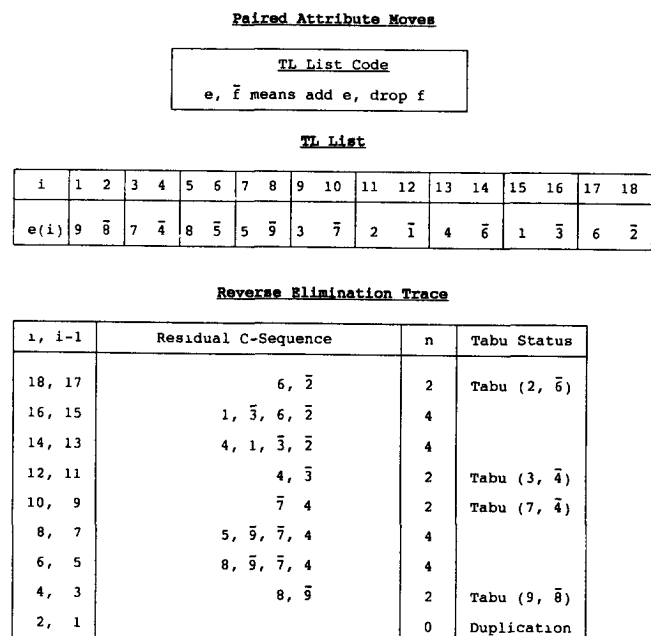 Paired Attribute Moves
TL List Code
e, f̄ means add e, drop f
TL List
i 1 2 3 4 5 6 7 8 9 10 11 12 13 14 15 16 17 18
e(i) 9 8̄ 7 4̄ 8 5̄ 5 9̄ 3 7̄ 2 1̄ 4 6̄ 1 3̄ 6 2̄
Reverse Elimination Trace
i, i-1 Residual C-Sequence n Tabu Status
18, 17 6, 2̄ 2 Tabu (2, 6̄)
16, 15 1, 3̄, 6, 2̄ 4
14, 13 4, 1, 3̄, 2̄ 4
12, 11 4, 3̄ 2 Tabu (3, 4̄)
10, 9 7̄ 4 2 Tabu (7, 4̄)
8, 7 5, 9̄, 7̄, 4 4
6, 5 8, 9̄, 7̄, 4 4
4, 3 8, 9̄ 2 Tabu (9, 8̄)
2, 1 0 Duplication